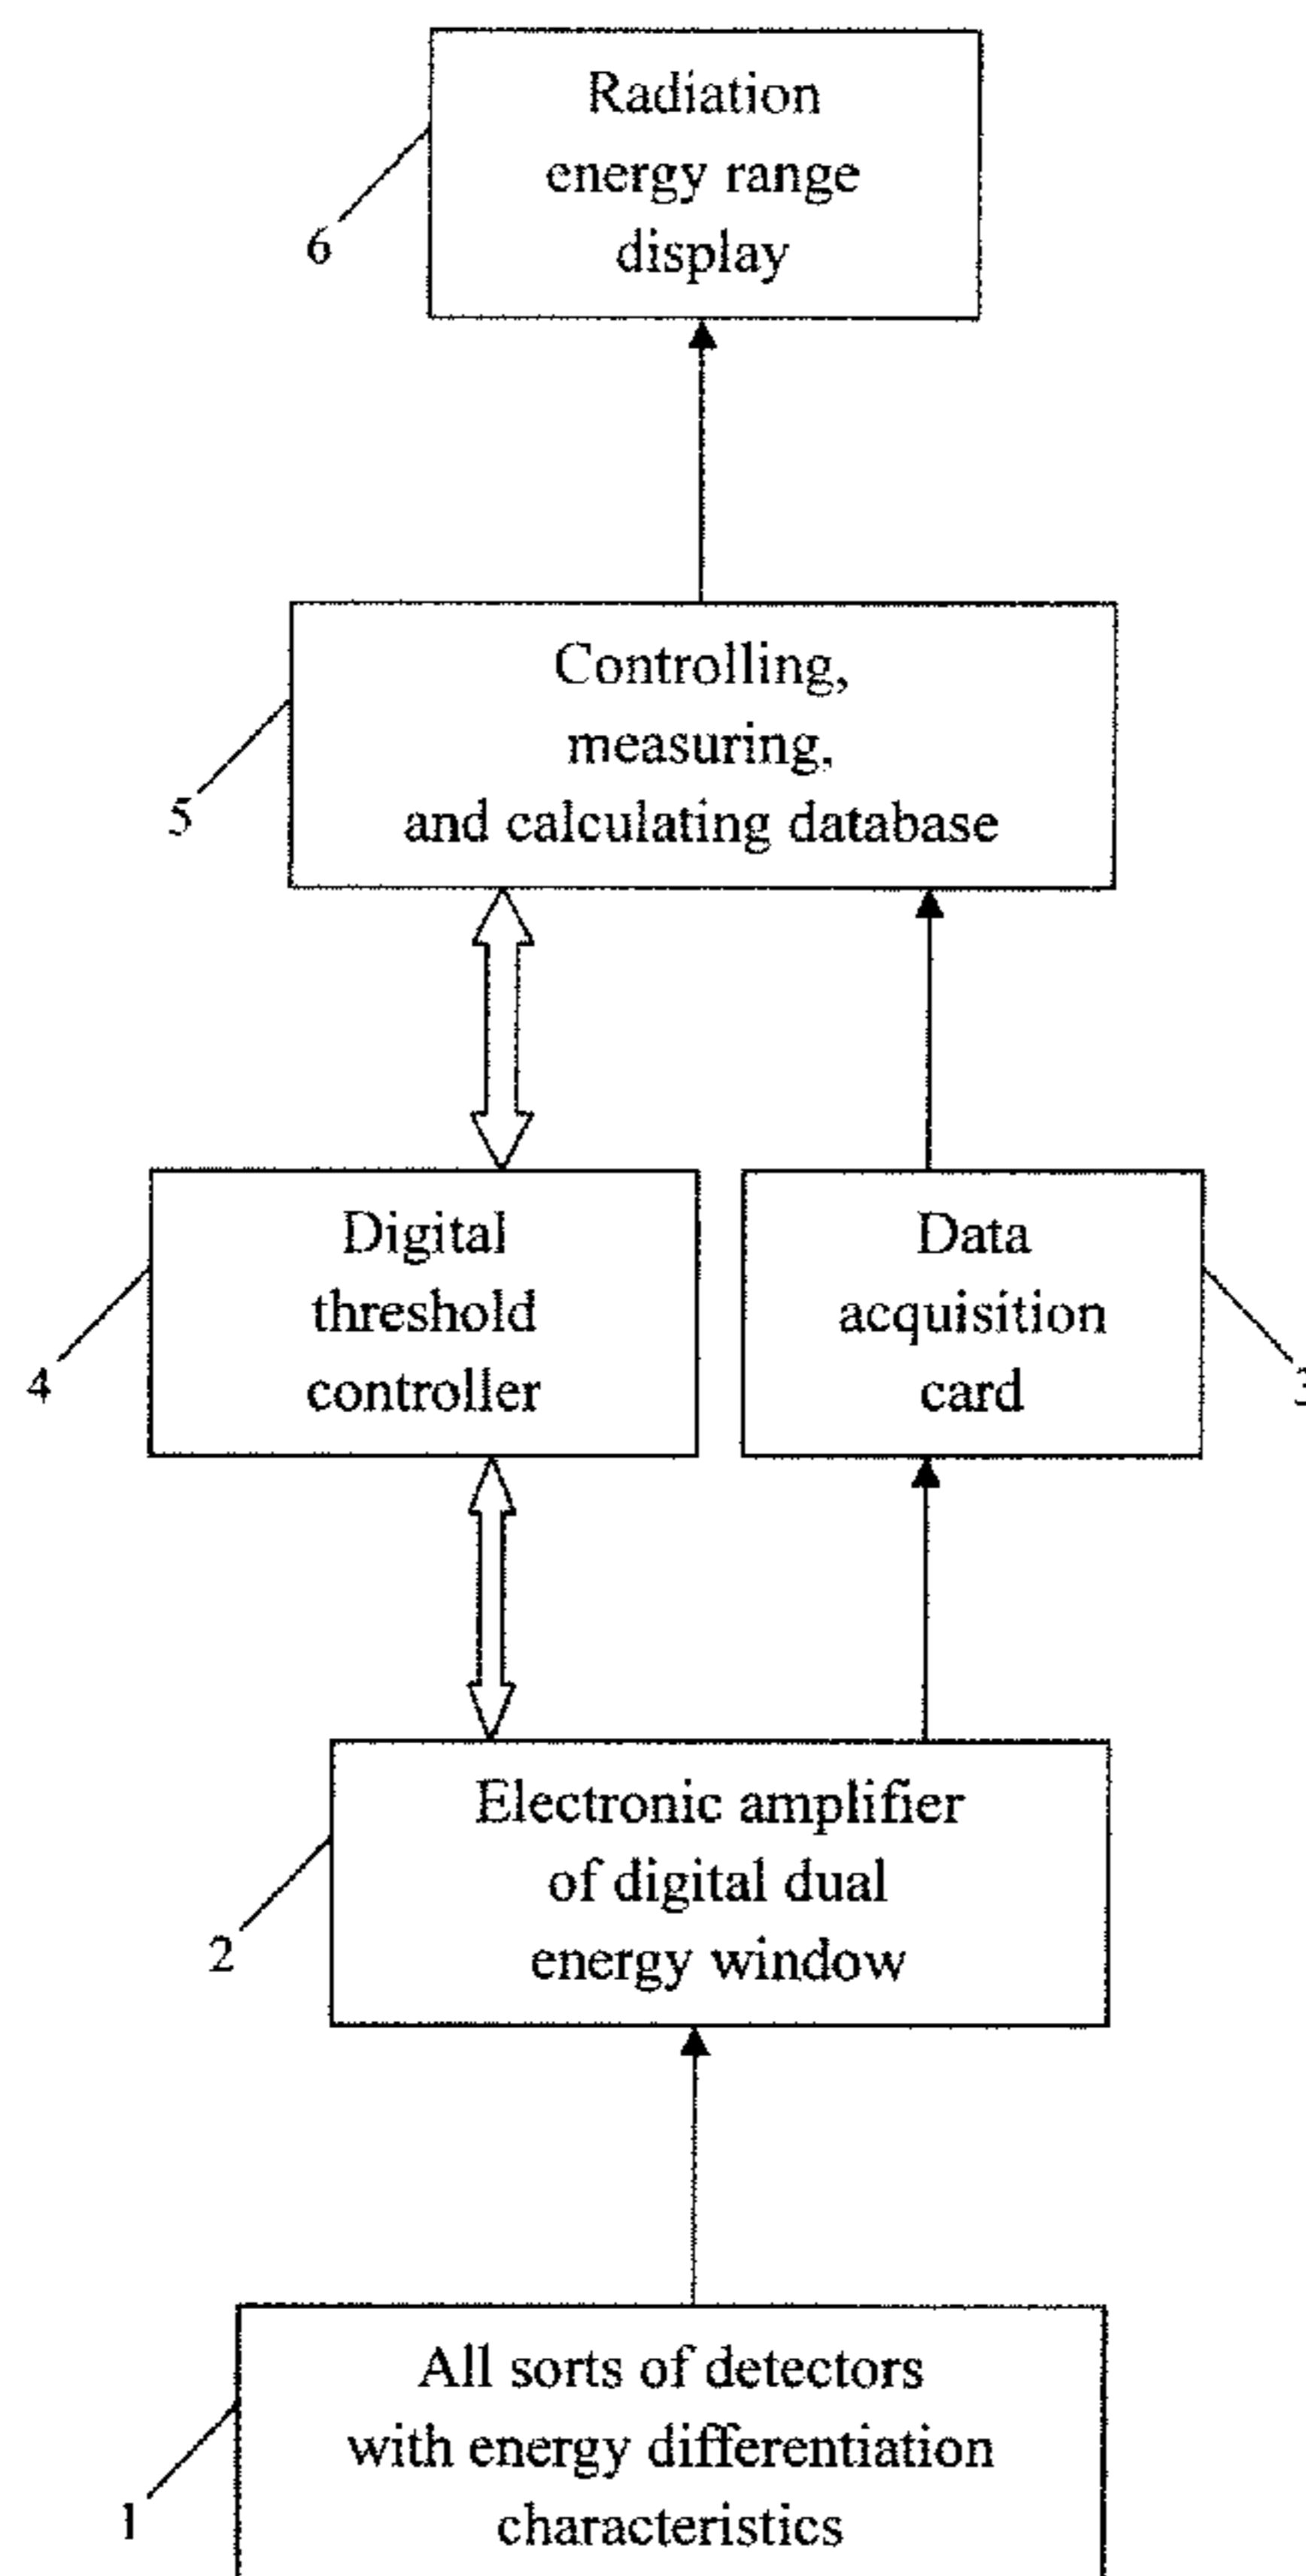 Radiation
energy range
display
6
Controlling,
measuring,
and calculating database
5
Digital
threshold
controller
4
Data
acquisition
card
3
Electronic amplifier
of digital dual
energy window
2
All sorts of detectors
with energy differentiation
characteristics
1